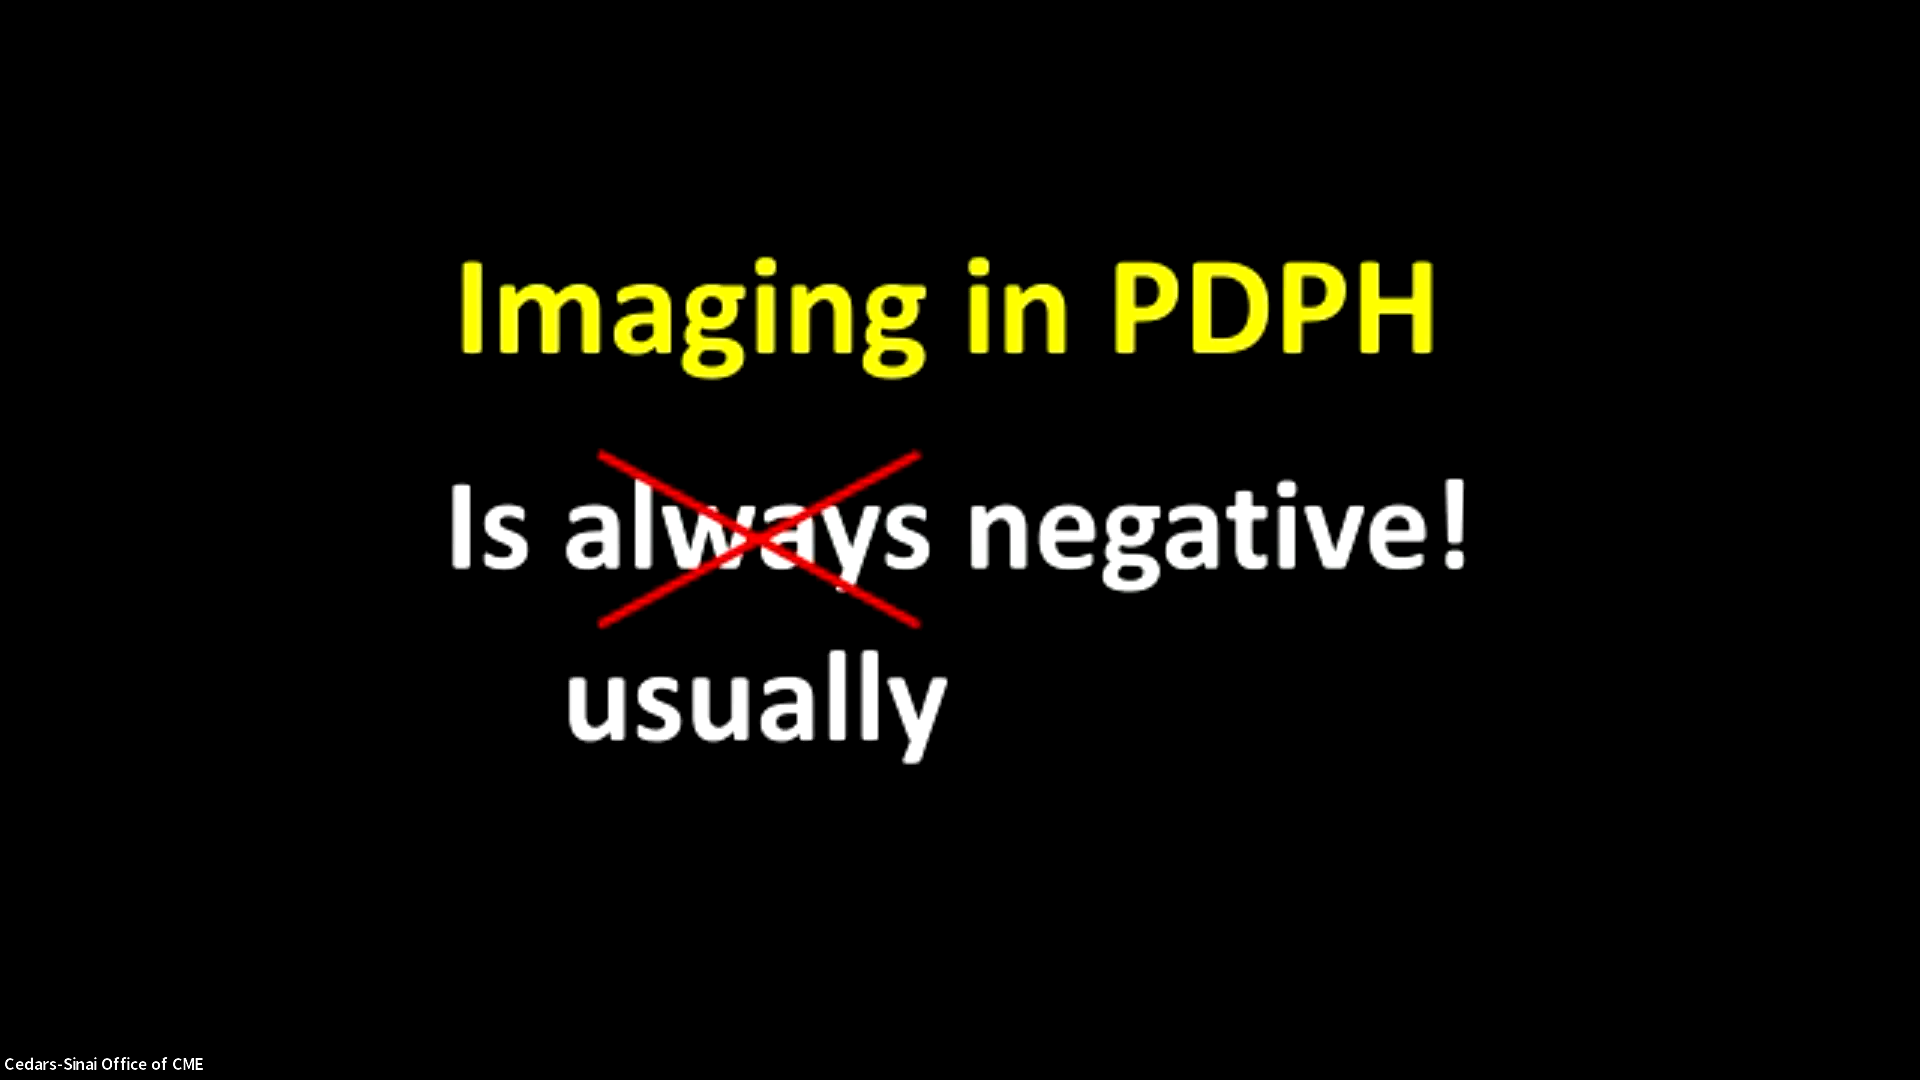 Imaging in PDPH
Is always negative!
usually
Cedars-Sinai Office of CME